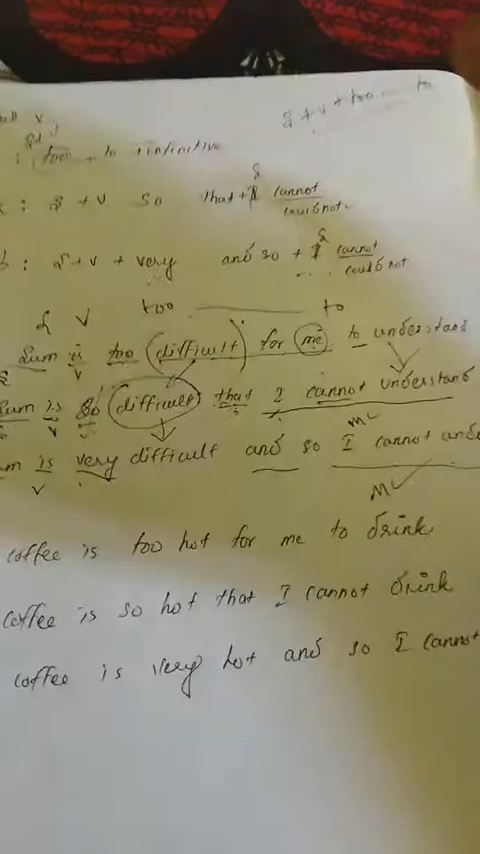 S + V + too ... to
: too ... to + infinitive
: S + V so that + S cannot
could not
: S + V + very and so + S cannot
could not
S V too ______ to
Sum is too difficult for me to understand
V
Sum is so difficult that I cannot understand
V MC
is very difficult and so I cannot
V MC
coffee is too hot for me to drink
coffee is so hot that I cannot drink
coffee is very hot and so I cannot